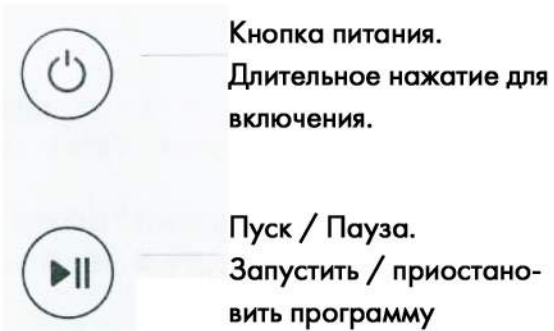 Кнопка питания.
Длительное нажатие для
включения.
Пуск / Пауза.
Запустить / приостано-
вить программу